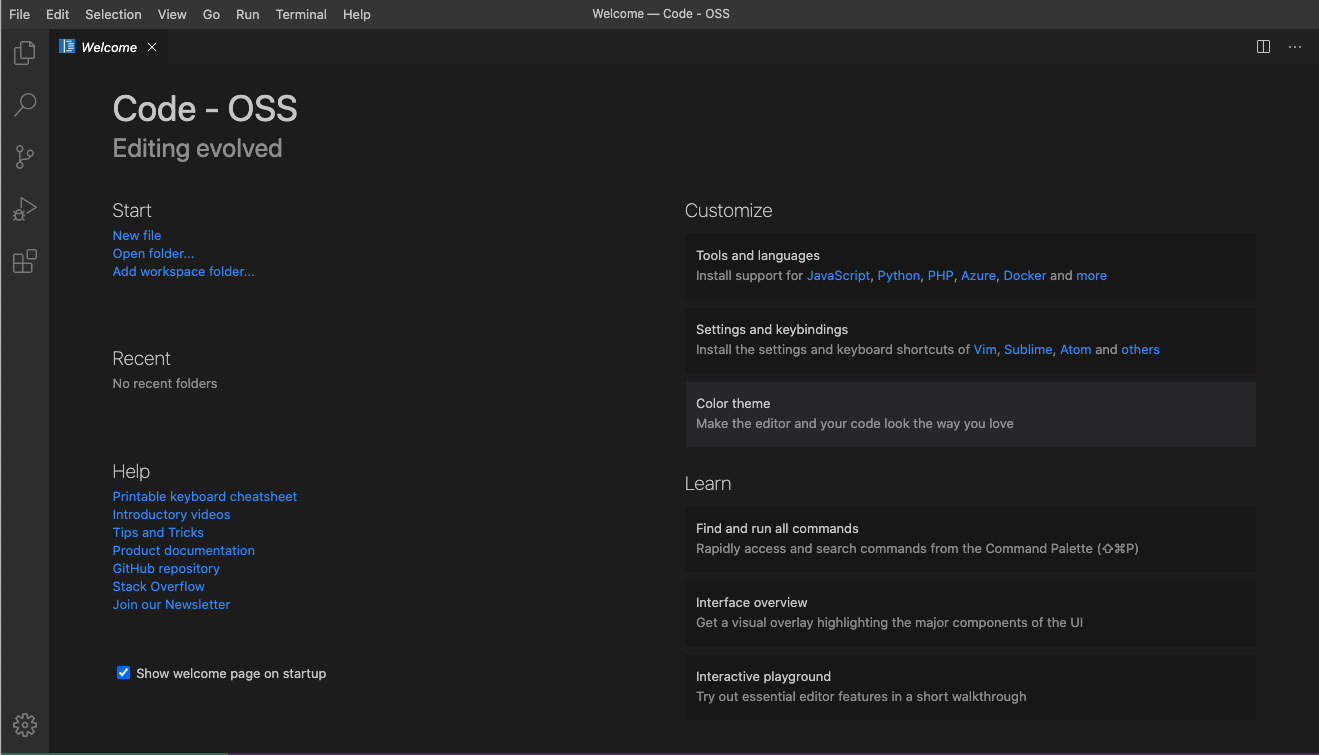 File Edit Selection View Go Run Terminal Help Welcome — Code - OSS
Welcome
Code - OSS
Editing evolved
Start
New file
Open folder...
Add workspace folder...
Recent
No recent folders
Help
Printable keyboard cheatsheet
Introductory videos
Tips and Tricks
Product documentation
GitHub repository
Stack Overflow
Join our Newsletter
Show welcome page on startup
Customize
Tools and languages
Install support for JavaScript, Python, PHP, Azure, Docker and more
Settings and keybindings
Install the settings and keyboard shortcuts of Vim, Sublime, Atom and others
Color theme
Make the editor and your code look the way you love
Learn
Find and run all commands
Rapidly access and search commands from the Command Palette (⇧⌘P)
Interface overview
Get a visual overlay highlighting the major components of the UI
Interactive playground
Try out essential editor features in a short walkthrough